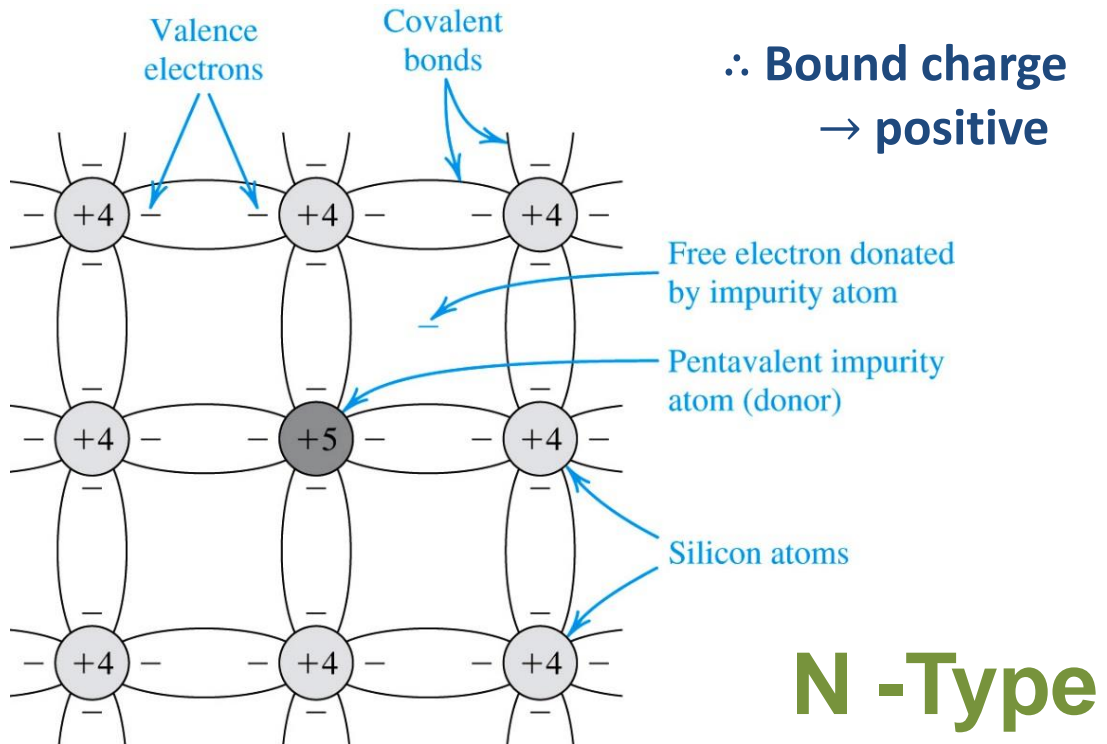 Valence
electrons
Covalent
bonds
∴ Bound charge
→ positive
– – –
– +4 – – +4 – – +4 –
– – –
Free electron donated
by impurity atom
–
Pentavalent impurity
atom (donor)
– – –
– +4 – – +5 – – +4 –
– – –
Silicon atoms
– – –
– +4 – – +4 – – +4 –
– – –
N -Type